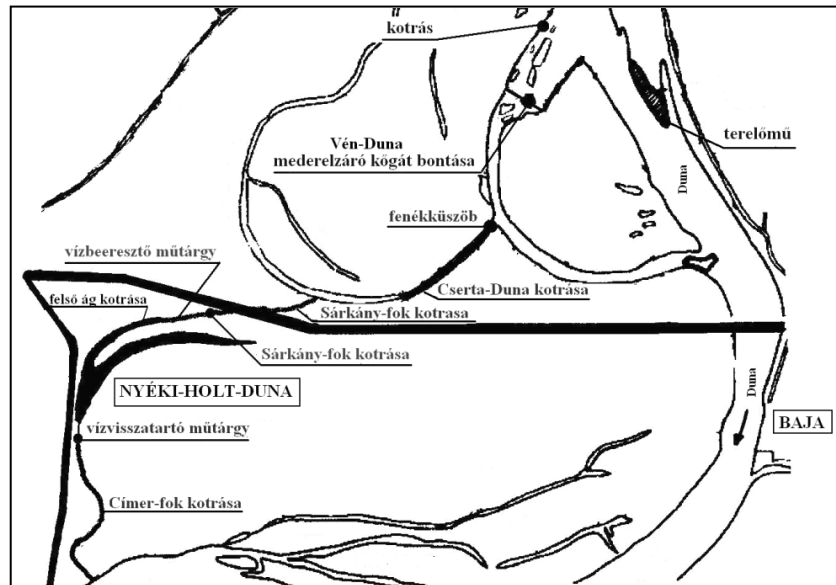 kotrás
terelőmű
Vén-Duna
mederelzáró kőgát bontása
Duna
fenékküszöb
vízbeeresztő műtárgy
Cserta-Duna kotrása
felső ág kotrása
Sárkány-fok kotrasa
Sárkány-fok kotrása
NYÉKI-HOLT-DUNA
Duna
BAJA
vízvisszatartó műtárgy
Címer-fok kotrása